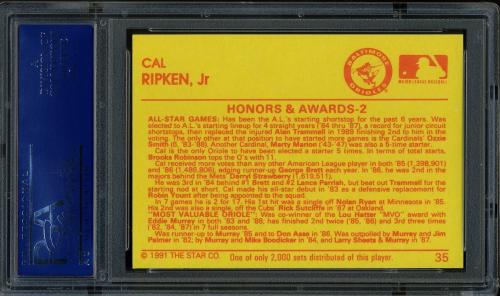 CAL
RIPKEN, Jr
BALTIMORE
ORIOLES
MAJOR LEAGUE BASEBALL
HONORS & AWARDS-2
ALL-STAR GAMES: Has been the A.L.'s starting shortstop for the past 6 years. Was
elected to A.L.'s starting lineup for 4 straight years ('84 thru '87), a record for junior circuit
shortstops, then replaced the injured Alan Trammell in 1989 finishing 2nd to him in the
voting. The only other at that position to have started more games are the Cardinals' Ozzie
Smith (6, '83-'88). Another Cardinal, Marty Marion ('43-'47) was a 5-time starter.
Cal is the only Oriole to be elected a starter 5 times. In terms of total starts,
Brooks Robinson tops the O's with 11.
Cal received more votes than any other American League player in both '85 (1,398,901)
and '86 (1,486,806), edging runner-up George Brett each year. In '86, he was 2nd in the
majors behind the Mets' Darryl Strawberry (1,619,511).
He was 3rd in '84 behind #1 Brett and #2 Lance Parrish, but beat out Trammell for the
starting nod at short. Cal made his all-star debut in '83 as a defensive replacement for
Robin Yount after being appointed to the squad.
In 7 games he is 2 for 17. His 1st hit was a single off Nolan Ryan at Minnesota in '85.
His 2nd also a single, came off the Cubs' Rick Sutcliffe in '87 at Oakland.
"MOST VALUABLE ORIOLE": Was co-winner of the Lou Hatter "MVO" award with
Eddie Murray in both '83 and '88; has finished 2nd twice ('85, '86) and 3rd three times
('82, '84, '87) in 7 full seasons.
Was runner-up to Murray in '85 and to Don Aase in '86. Was outpolled by Murray and Jim
Palmer in '82; by Murray and Mike Boddicker in '84, and Larry Sheets & Murray in '87.
© 1991 THE STAR CO.
One of only 2,000 sets distributed of this player.
35
PSA